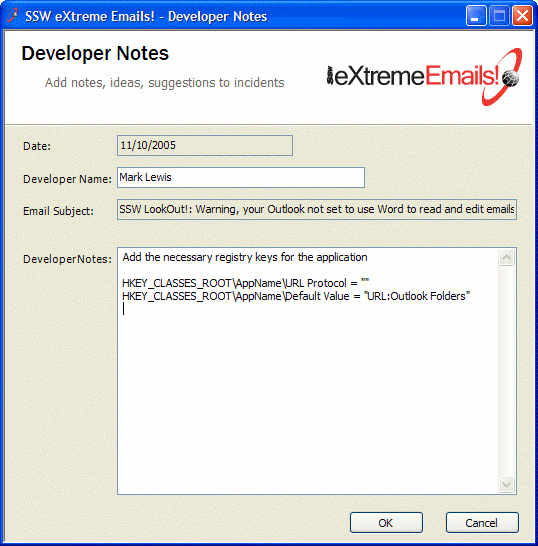 SSW eXtreme Emails! - Developer Notes
Developer Notes
Add notes, ideas, suggestions to incidents
eXtremeEmails!
Date:
11/10/2005
Developer Name:
Mark Lewis
Email Subject:
SSW LookOut!: Warning, your Outlook not set to use Word to read and edit emails
DeveloperNotes:
Add the necessary registry keys for the application
HKEY_CLASSES_ROOT\AppName\URL Protocol = ""
HKEY_CLASSES_ROOT\AppName\Default Value = "URL:Outlook Folders"
OK
Cancel